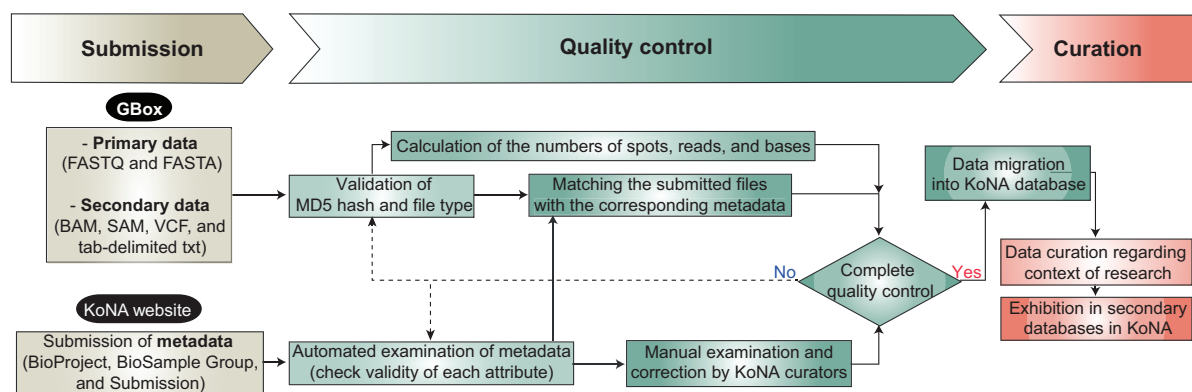 Submission
Quality control
Curation
GBox
- Primary data
(FASTQ and FASTA)
- Secondary data
(BAM, SAM, VCF, and
tab-delimited txt)
Calculation of the numbers of spots, reads, and bases
Validation of
MD5 hash and file type
Matching the submitted files
with the corresponding metadata
Data migration
into KoNA database
Data curation regarding
context of research
Exhibition in secondary
databases in KoNA
No
Complete
quality control
Yes
KoNA website
Submission of metadata
(BioProject, BioSample Group,
and Submission)
Automated examination of metadata
(check validity of each attribute)
Manual examination and
correction by KoNA curators